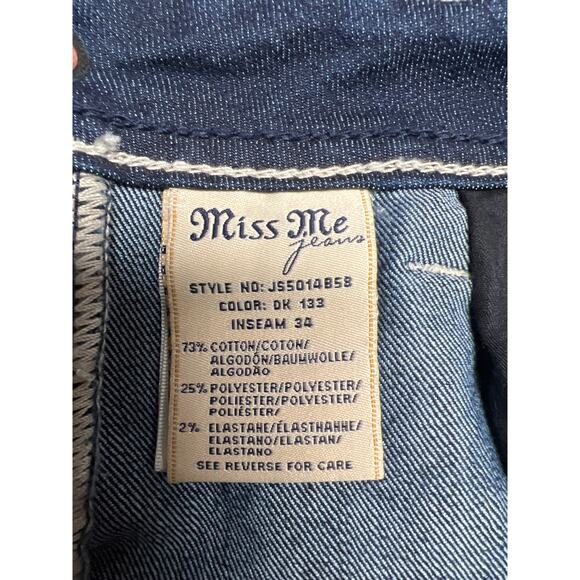 Miss Me
jeans
STYLE NO: JS5014B58
COLOR: DK 133
INSEAM 34
73% COTTON/COTON/
ALGODÓN/BAUMWOLLE/
ALGODÃO
25% POLYESTER/POLYESTER/
POLIESTER/POLYESTER/
POLIÉSTER/
2% ELASTANE/ÉLASTHANNE/
ELASTANO/ELASTAN/
ELASTANO
SEE REVERSE FOR CARE